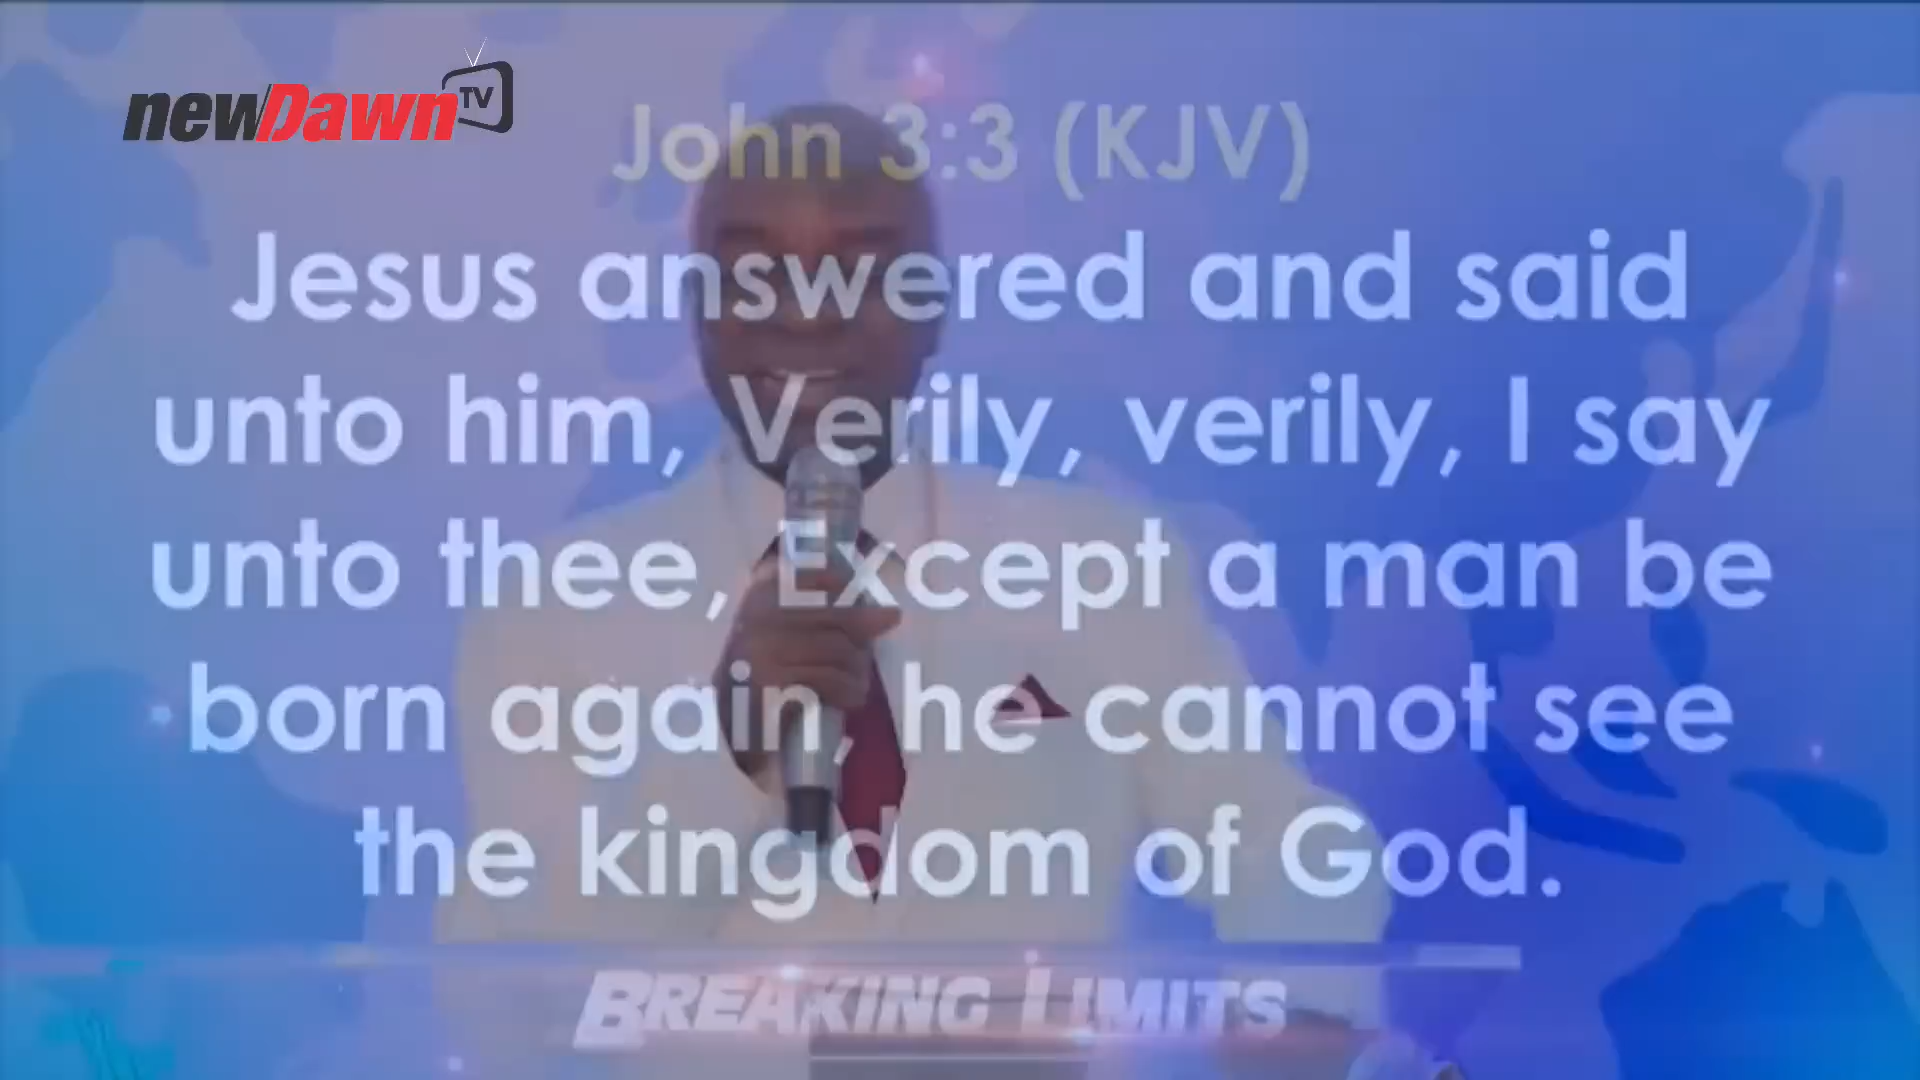 newDawn TV
John 3:3 (KJV)
Jesus answered and said
unto him, Verily, verily, I say
unto thee, Except a man be
born again, he cannot see
the kingdom of God.
BREAKING LIMITS